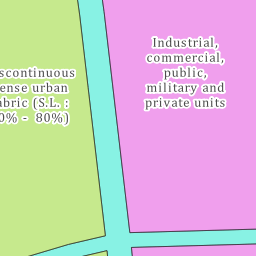 Industrial,
commercial,
public,
military and
private units
scontinuous
ense urban
abric (S.L. :
0% - 80%)